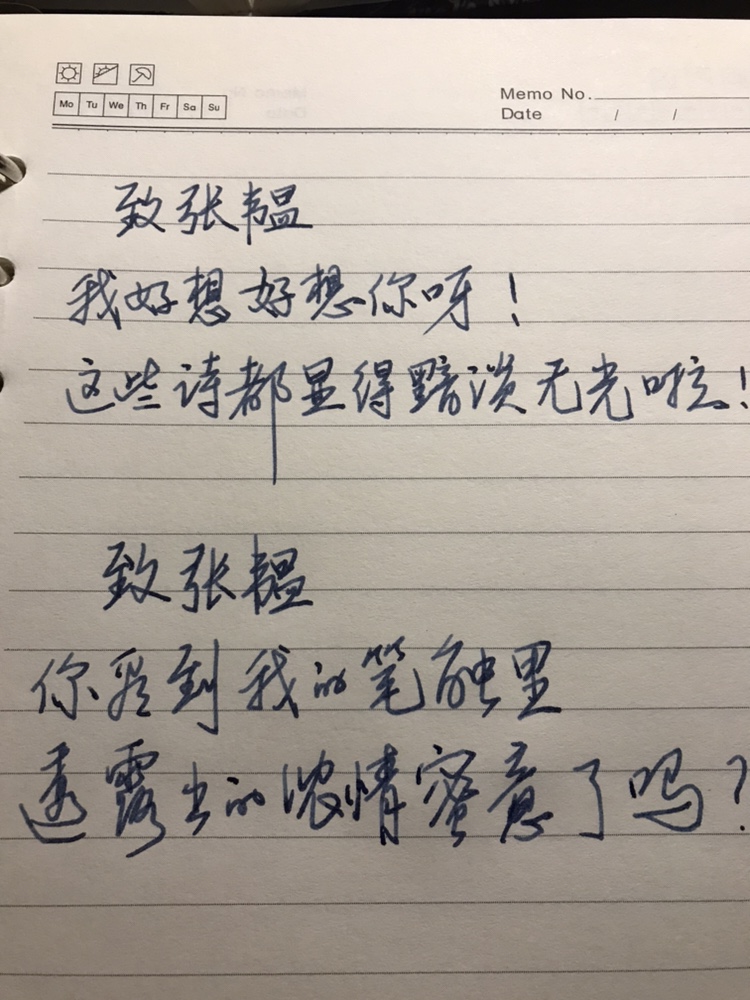 Mo Tu We Th Fr Sa Su
Memo No.
Date / /
致张韫
我好想好想你呀！
这些诗都显得黯淡无光啦！
致张韫
你受到我的笔触里
透露出的浓情蜜意了吗？